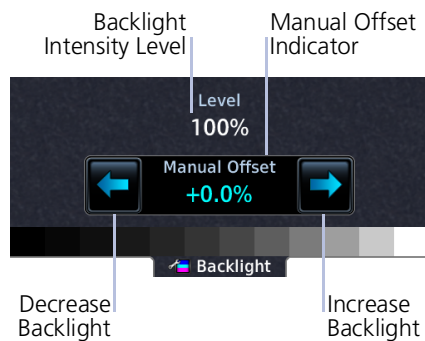 Backlight
Intensity Level
Manual Offset
Indicator
Level
100%
Manual Offset
+0.0%
Backlight
Decrease
Backlight
Increase
Backlight